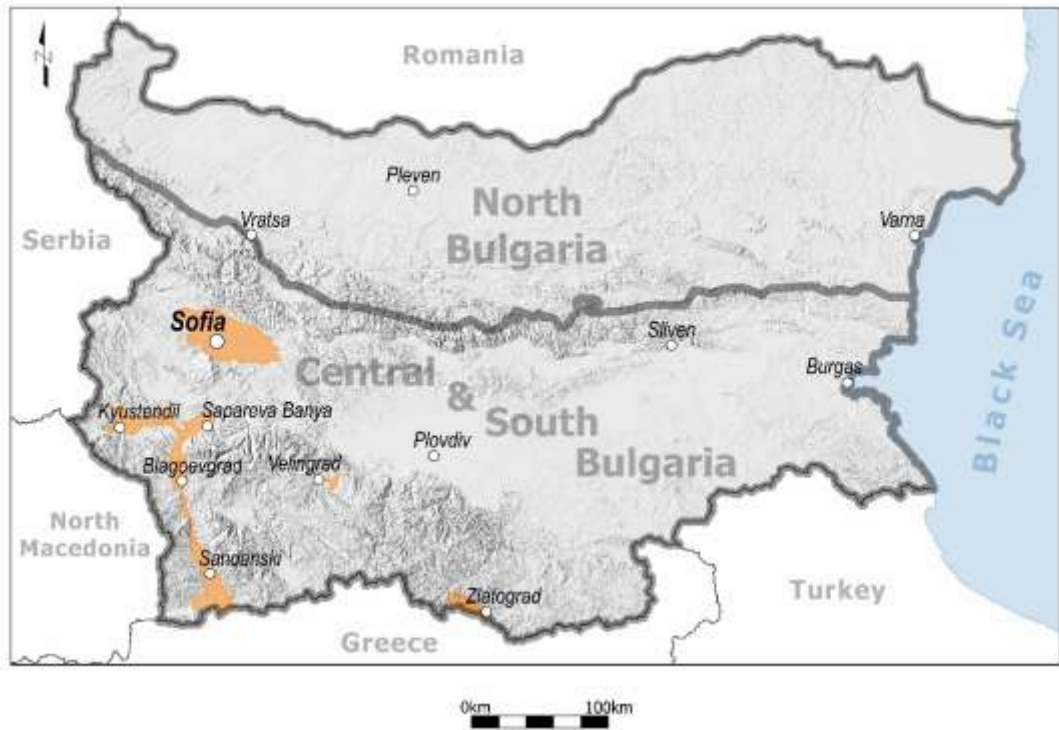 N
Romania
Pleven
North
Bulgaria
Vratsa
Varna
Serbia
Sofia
Sliven
Central
&
South
Bulgaria
Burgas
Black Sea
Kyustendil
Sapareva Banya
Plovdiv
Blagoevgrad
Velingrad
North
Macedonia
Sandanski
Zlatograd
Turkey
Greece
0km
100km